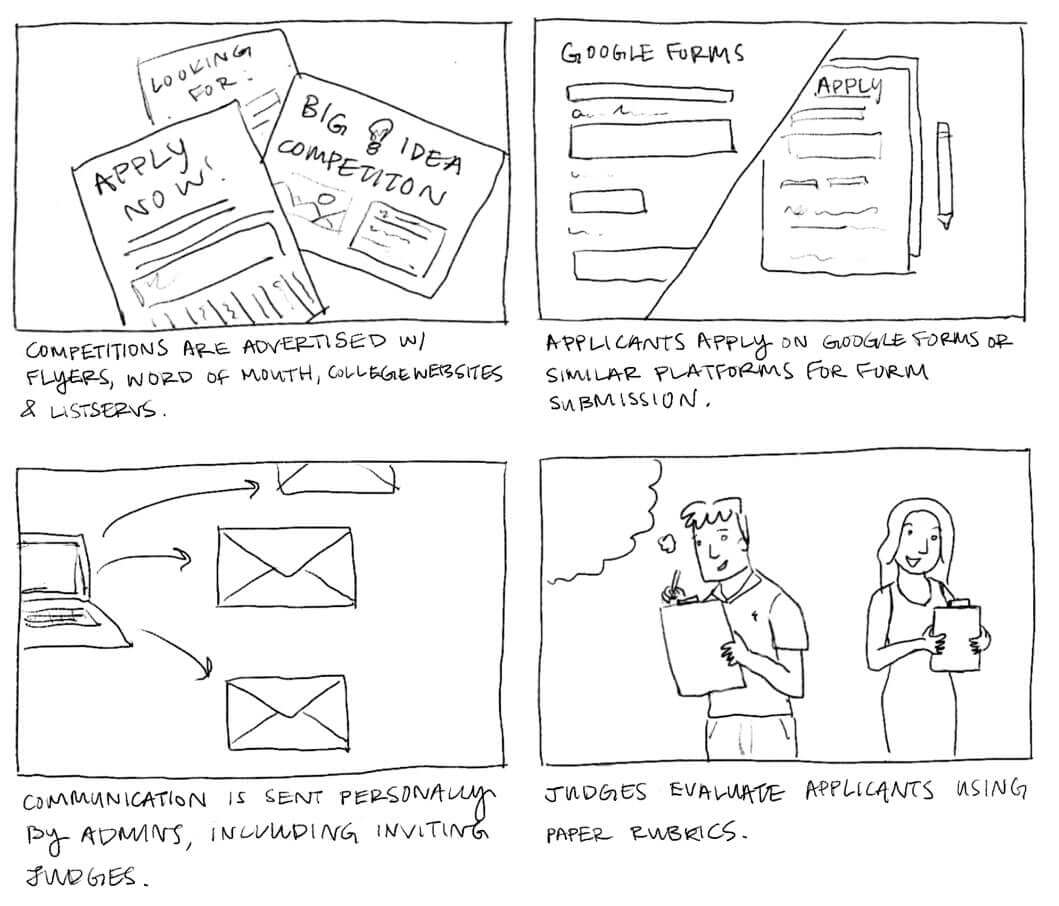 LOOKING
FOR:
BIG IDEA
COMPETITON
APPLY
NOW!
COMPETITIONS ARE ADVERTISED W/
FLYERS, WORD OF MOUTH, COLLEGE WEBSITES
& LISTSERVS.
GOOGLE FORMS
APPLY
APPLICANTS APPLY ON GOOGLE FORMS OR
SIMILAR PLATFORMS FOR FORM
SUBMISSION.
COMMUNICATION IS SENT PERSONALLY
BY ADMINS, INCLUDING INVITING
JUDGES.
JUDGES EVALUATE APPLICANTS USING
PAPER RUBRICS.